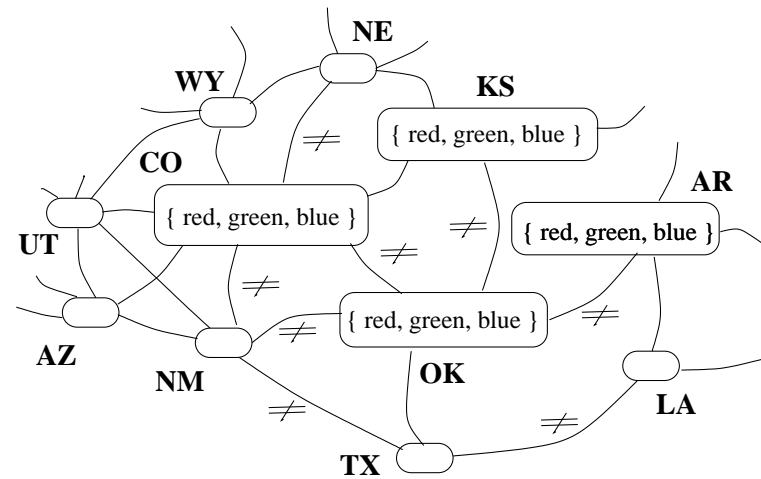 NE
WY
KS
{ red, green, blue }
CO
AR
{ red, green, blue }
{ red, green, blue }
UT
≠
≠
≠
≠
≠
≠
{ red, green, blue }
AZ
NM
OK
LA
≠
≠
TX